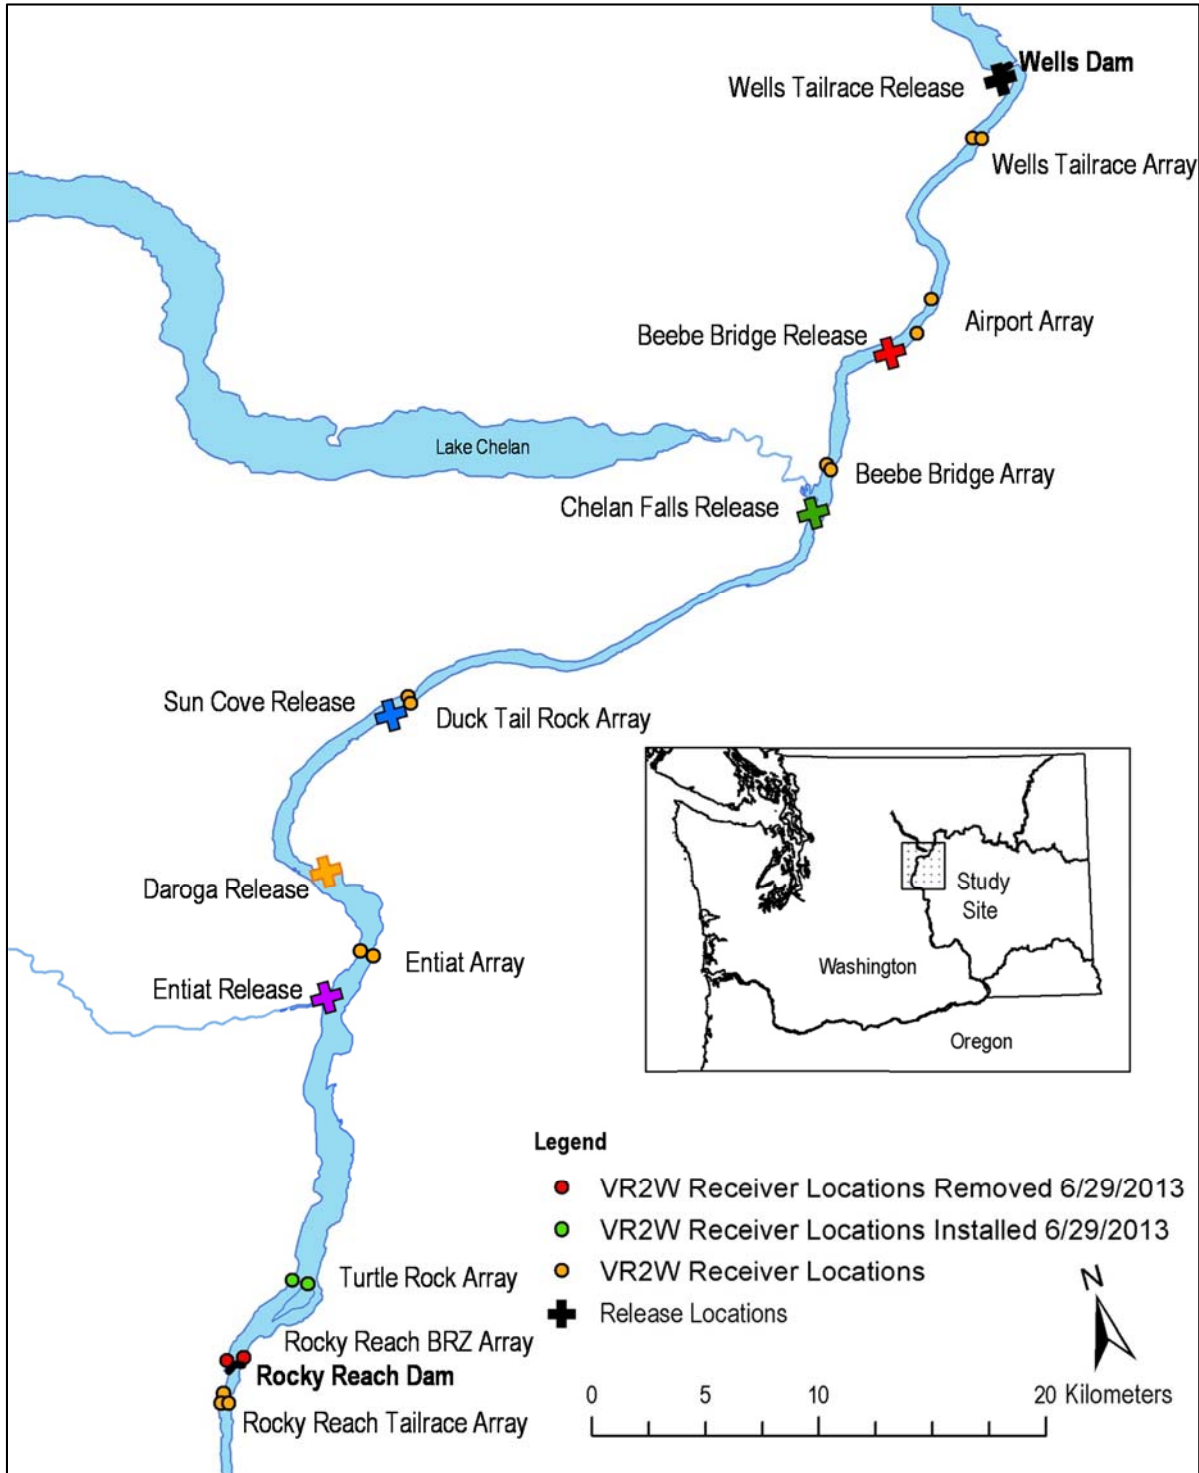 Wells Dam
Wells Tailrace Release
Wells Tailrace Array
Airport Array
Beebe Bridge Release
Lake Chelan
Beebe Bridge Array
Chelan Falls Release
Sun Cove Release
Duck Tail Rock Array
Daroga Release
Entiat Array
Entiat Release
Study
Site
Washington
Oregon
Legend
VR2W Receiver Locations Removed 6/29/2013
VR2W Receiver Locations Installed 6/29/2013
VR2W Receiver Locations
Release Locations
Turtle Rock Array
Rocky Reach BRZ Array
Rocky Reach Dam
Rocky Reach Tailrace Array
N
0 5 10 20 Kilometers